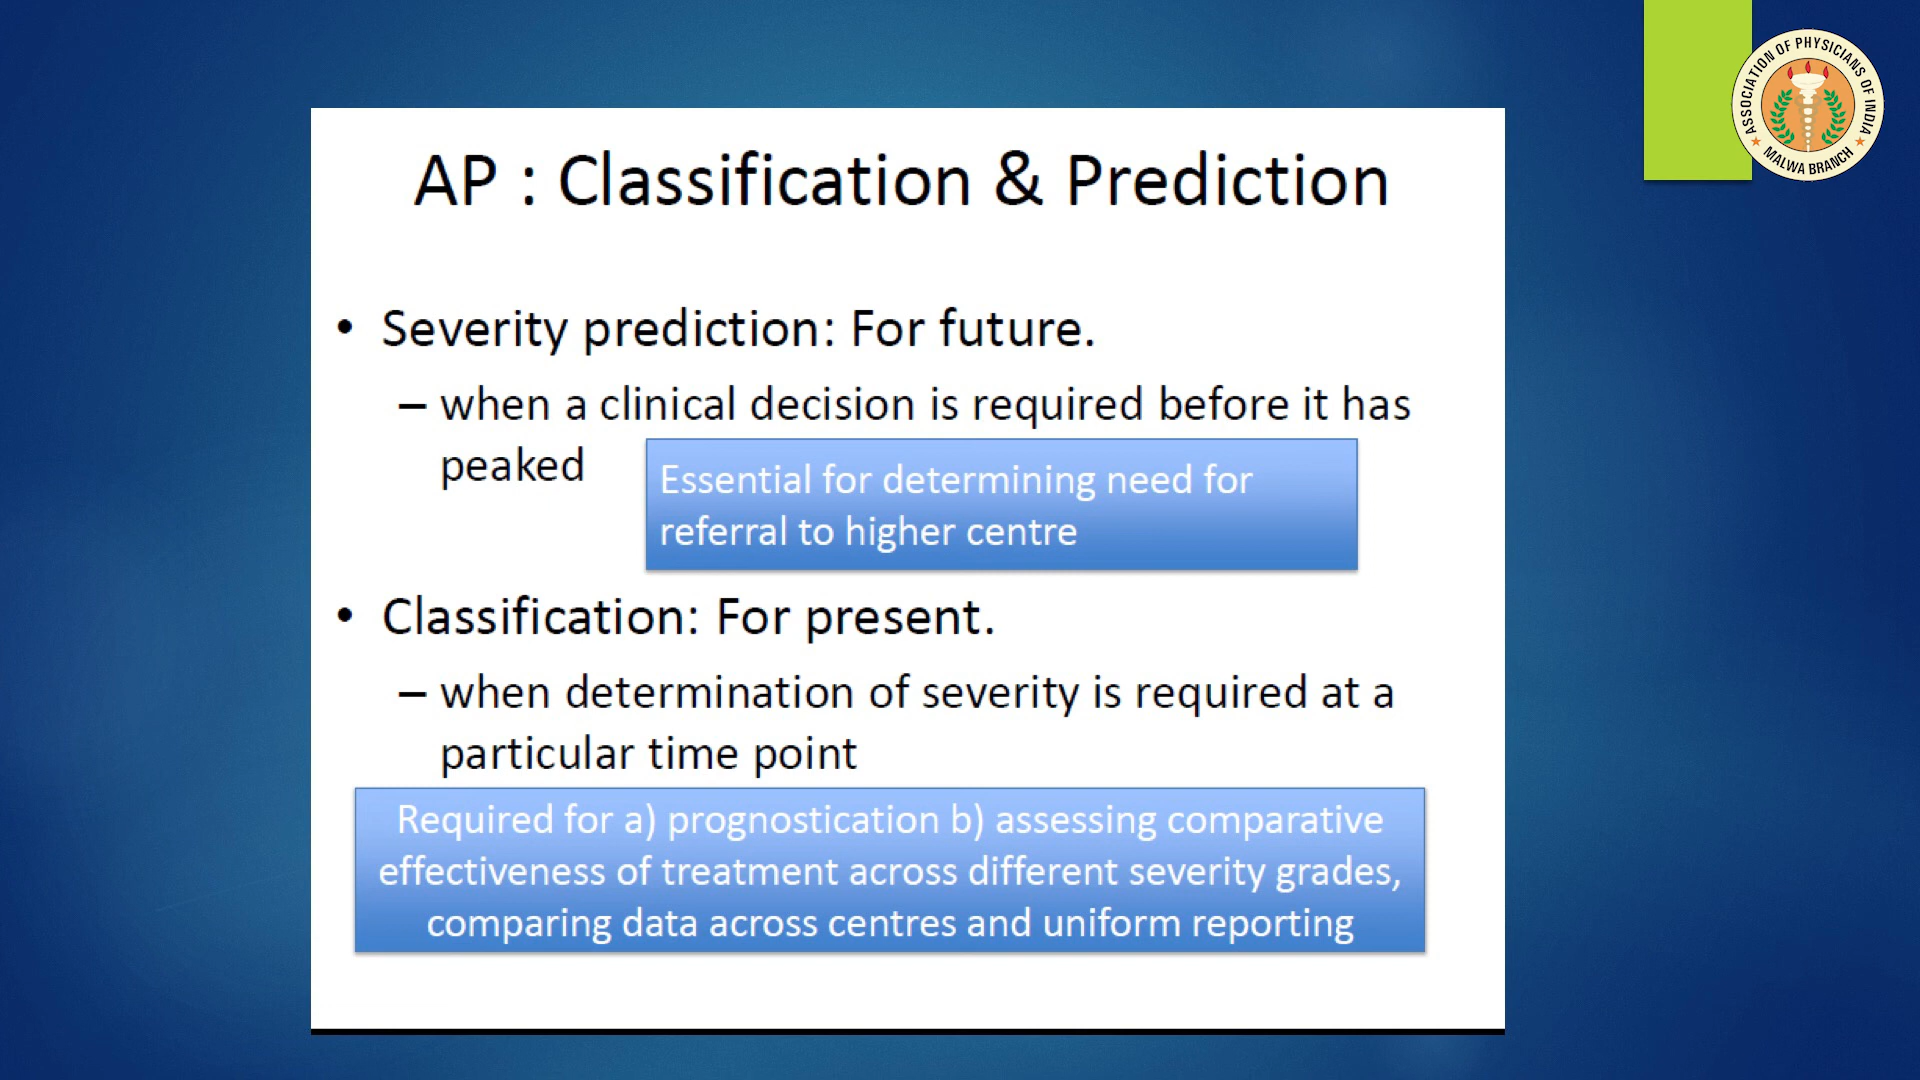 ASSOCIATION OF PHYSICIANS OF INDIA
MALWA BRANCH
AP : Classification & Prediction
• Severity prediction: For future.
– when a clinical decision is required before it has
peaked
Essential for determining need for
referral to higher centre
• Classification: For present.
– when determination of severity is required at a
particular time point
Required for a) prognostication b) assessing comparative
effectiveness of treatment across different severity grades,
comparing data across centres and uniform reporting